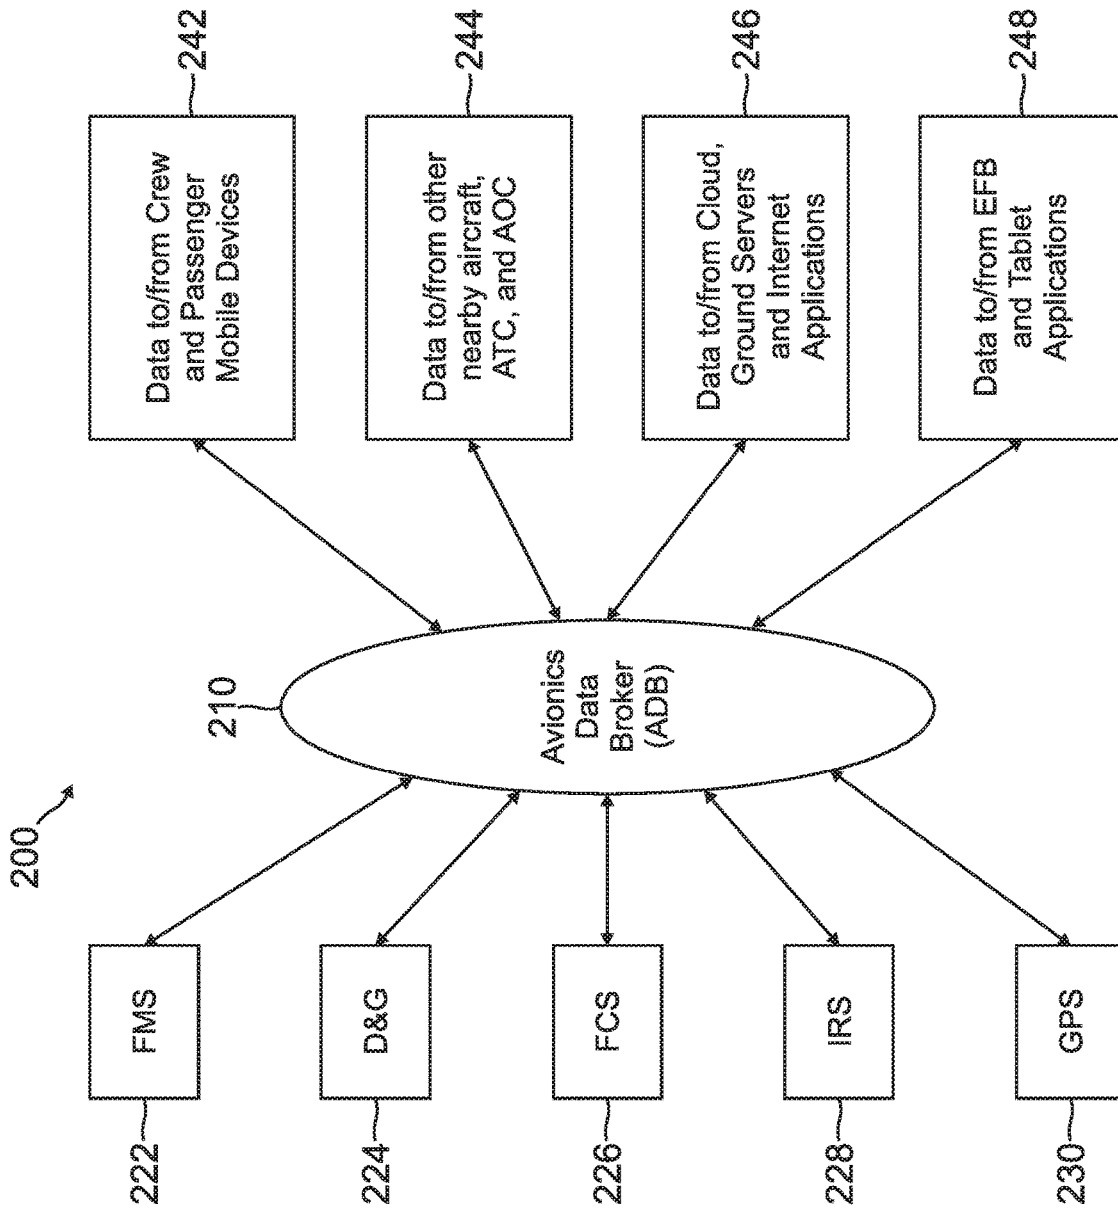 200
210
Avionics
Data
Broker
(ADB)
222
FMS
224
D&G
226
FCS
228
IRS
230
GPS
Data to/from Crew
and Passenger
Mobile Devices
242
Data to/from other
nearby aircraft,
ATC, and AOC
244
Data to/from Cloud,
Ground Servers
and Internet
Applications
246
Data to/from EFB
and Tablet
Applications
248